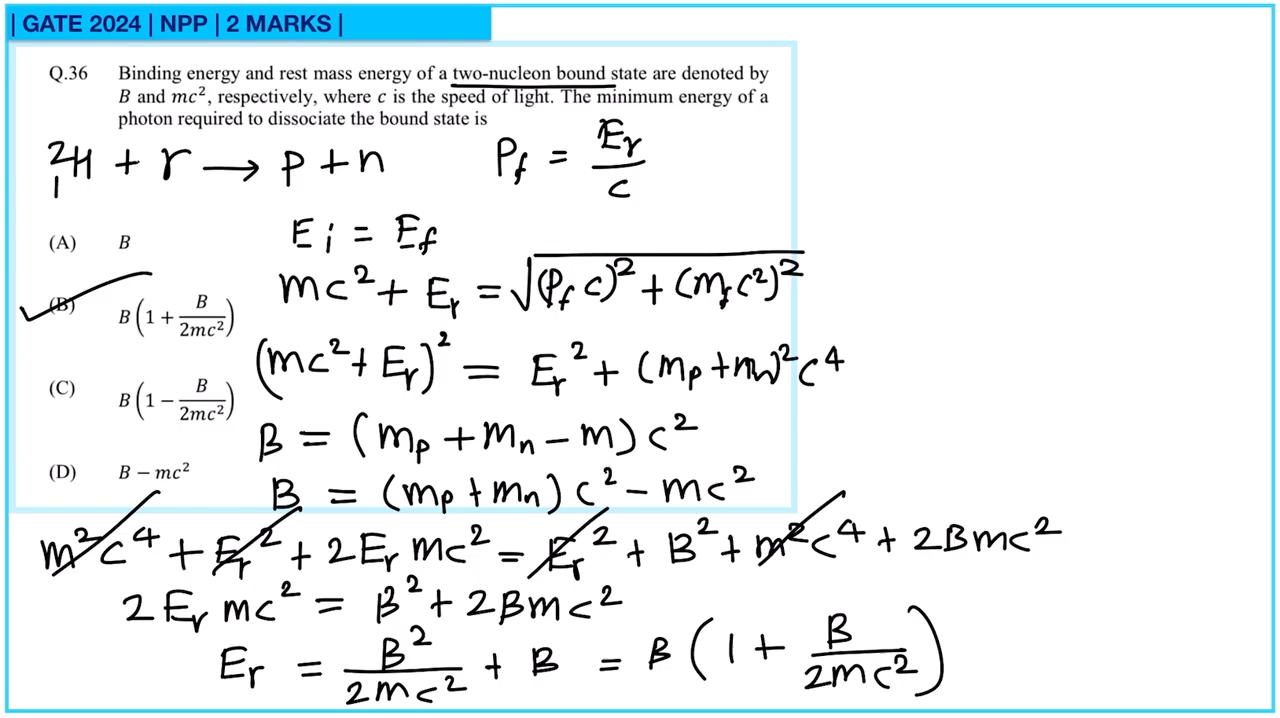 | GATE 2024 | NPP | 2 MARKS |
Q.36 Binding energy and rest mass energy of a two-nucleon bound state are denoted by
B and mc², respectively, where c is the speed of light. The minimum energy of a
photon required to dissociate the bound state is
²₁H + γ → p + n P_f = E_γ / c
E_i = E_f
(A) B
mc² + E_γ = √((P_f c)² + (m_f c²)²)
(B) B(1 + B/2mc²)
(mc² + E_γ)² = E_γ² + (m_p + m_n)² c⁴
(C) B(1 − B/2mc²)
B = (m_p + m_n − m) c²
(D) B − mc²
B = (m_p + m_n) c² − mc²
m²c⁴ + E_γ² + 2E_γ mc² = E_γ² + B² + m²c⁴ + 2Bmc²
2E_γ mc² = B² + 2Bmc²
E_γ = B²/2mc² + B = B(1 + B/2mc²)